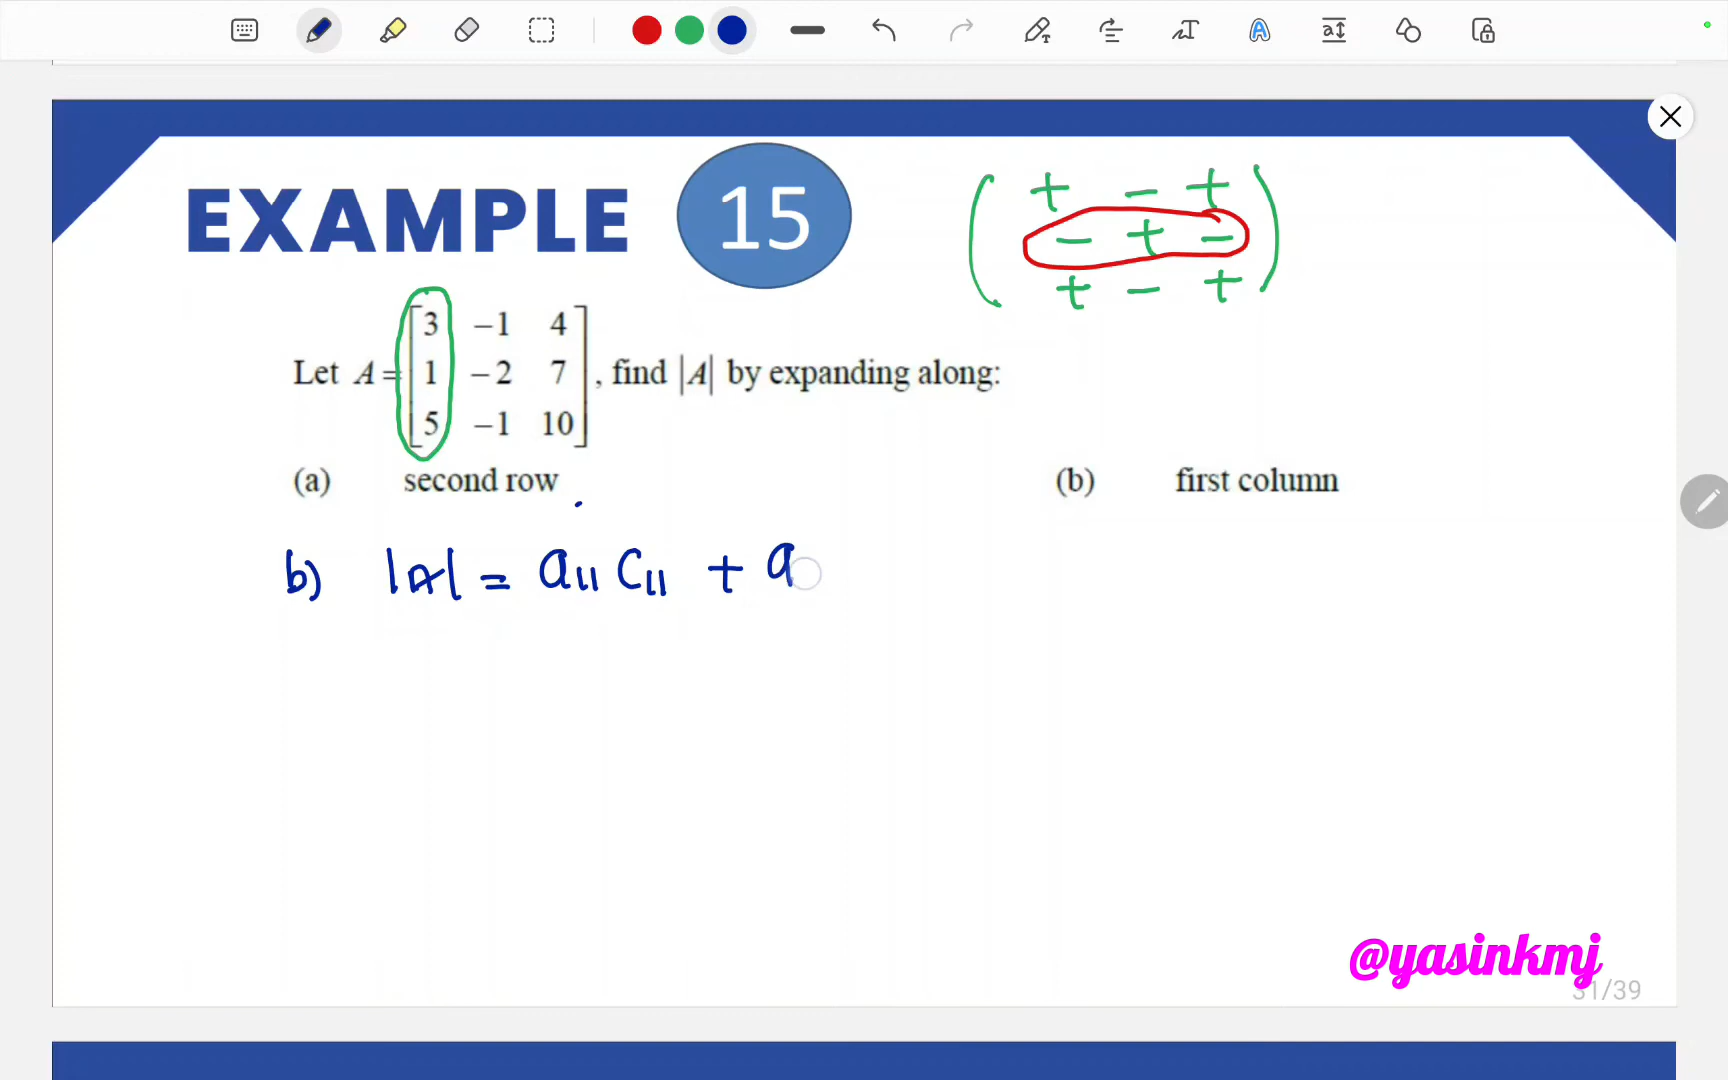 EXAMPLE 15
( + − +
− + −
+ − + )
Let A = [ 3 −1 4
1 −2 7
5 −1 10 ] , find |A| by expanding along:
(a) second row (b) first column
b) |A| = a11 C11 + a
@yasinkmj
31/39